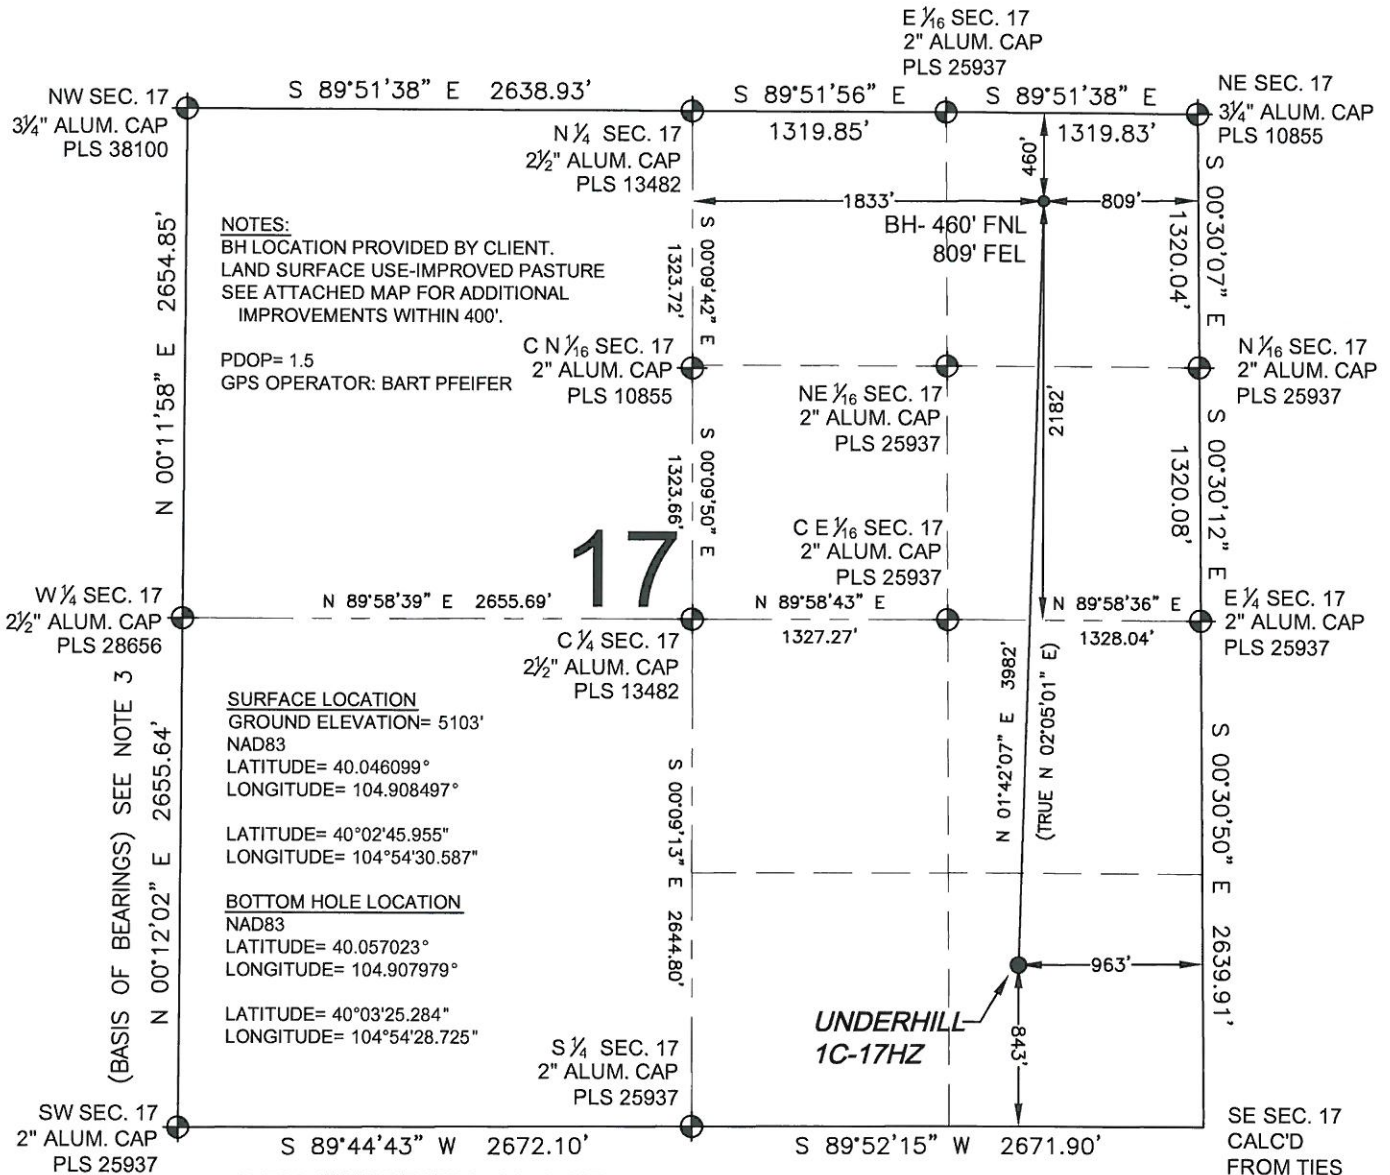 E 1/16 SEC. 17
2" ALUM. CAP
PLS 25937
NW SEC. 17
3¼" ALUM. CAP
PLS 38100
S 89°51'38" E 2638.93'
S 89°51'56" E
1319.85'
S 89°51'38" E
1319.83'
NE SEC. 17
3¼" ALUM. CAP
PLS 10855
N ¼ SEC. 17
2½" ALUM. CAP
PLS 13482
460'
1833'
809'
BH- 460' FNL
809' FEL
S 00°30'07" E
1320.04'
N 00°11'58" E 2654.85'
NOTES:
BH LOCATION PROVIDED BY CLIENT.
LAND SURFACE USE-IMPROVED PASTURE
SEE ATTACHED MAP FOR ADDITIONAL
IMPROVEMENTS WITHIN 400'.
PDOP= 1.5
GPS OPERATOR: BART PFEIFER
S 00°09'42" E
1323.72'
C N 1/16 SEC. 17
2" ALUM. CAP
PLS 10855
NE 1/16 SEC. 17
2" ALUM. CAP
PLS 25937
N 1/16 SEC. 17
2" ALUM. CAP
PLS 25937
2182'
S 00°09'50" E
1323.66'
S 00°30'12" E
1320.08'
17
C E 1/16 SEC. 17
2" ALUM. CAP
PLS 25937
W ¼ SEC. 17
2½" ALUM. CAP
PLS 28656
N 89°58'39" E 2655.69'
N 89°58'43" E
1327.27'
N 89°58'36" E
1328.04'
E ¼ SEC. 17
2" ALUM. CAP
PLS 25937
C ¼ SEC. 17
2½" ALUM. CAP
PLS 13482
(BASIS OF BEARINGS) SEE NOTE 3
N 00°12'02" E 2655.64'
SURFACE LOCATION
GROUND ELEVATION= 5103'
NAD83
LATITUDE= 40.046099°
LONGITUDE= 104.908497°
LATITUDE= 40°02'45.955"
LONGITUDE= 104°54'30.587"
BOTTOM HOLE LOCATION
NAD83
LATITUDE= 40.057023°
LONGITUDE= 104.907979°
LATITUDE= 40°03'25.284"
LONGITUDE= 104°54'28.725"
S 00°09'13" E 2644.80'
N 01°42'07" E 3982'
(TRUE N 02°05'01" E)
S 00°30'50" E 2639.91'
963'
UNDERHILL
1C-17HZ
843'
S ¼ SEC. 17
2" ALUM. CAP
PLS 25937
SW SEC. 17
2" ALUM. CAP
PLS 25937
S 89°44'43" W 2672.10'
S 89°52'15" W 2671.90'
SE SEC. 17
CALC'D
FROM TIES